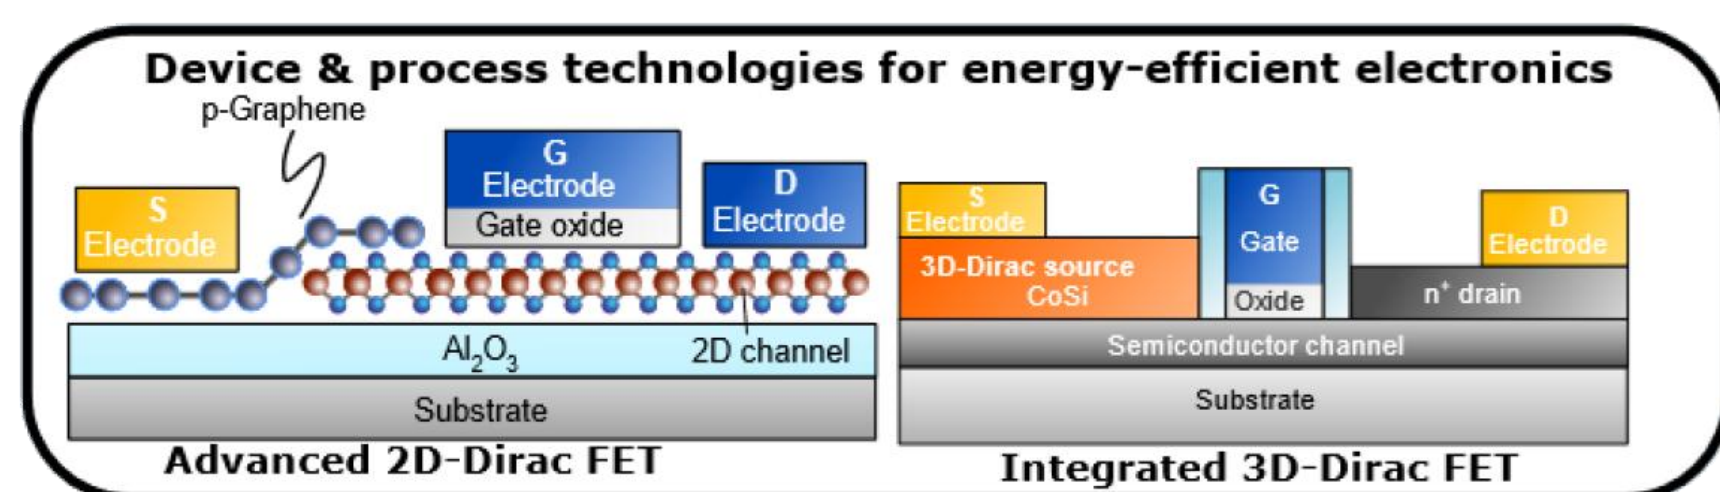 Device & process technologies for energy-efficient electronics
p-Graphene
S
Electrode
G
Electrode
Gate oxide
D
Electrode
Al₂O₃
2D channel
Substrate
Advanced 2D-Dirac FET
S
Electrode
3D-Dirac source
CoSi
G
Gate
Oxide
D
Electrode
n⁺ drain
Semiconductor channel
Substrate
Integrated 3D-Dirac FET